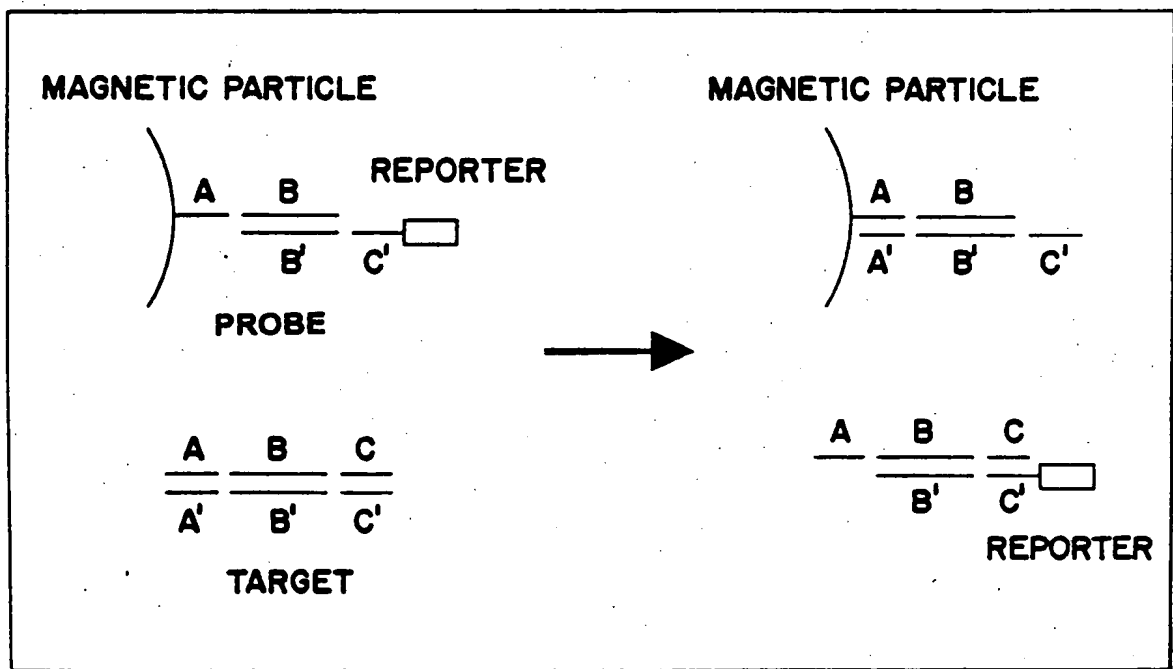 MAGNETIC PARTICLE
A B REPORTER
B' C'
PROBE
A B C
A' B' C'
TARGET
MAGNETIC PARTICLE
A B
A' B' C'
A B C
B' C'
REPORTER